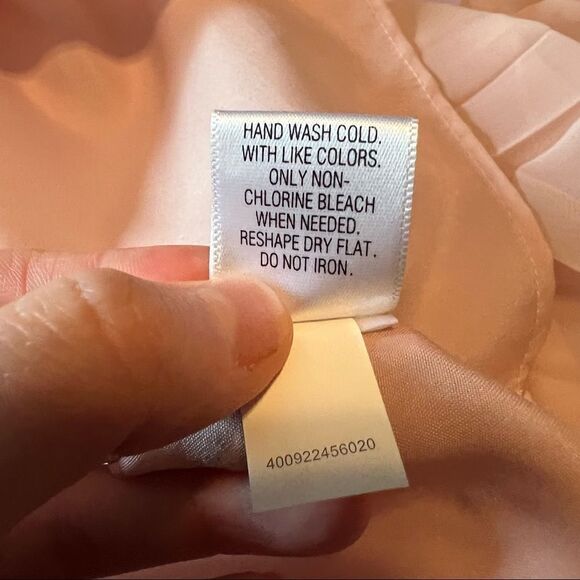 HAND WASH COLD.
WITH LIKE COLORS.
ONLY NON-
CHLORINE BLEACH
WHEN NEEDED.
RESHAPE DRY FLAT.
DO NOT IRON.
400922456020